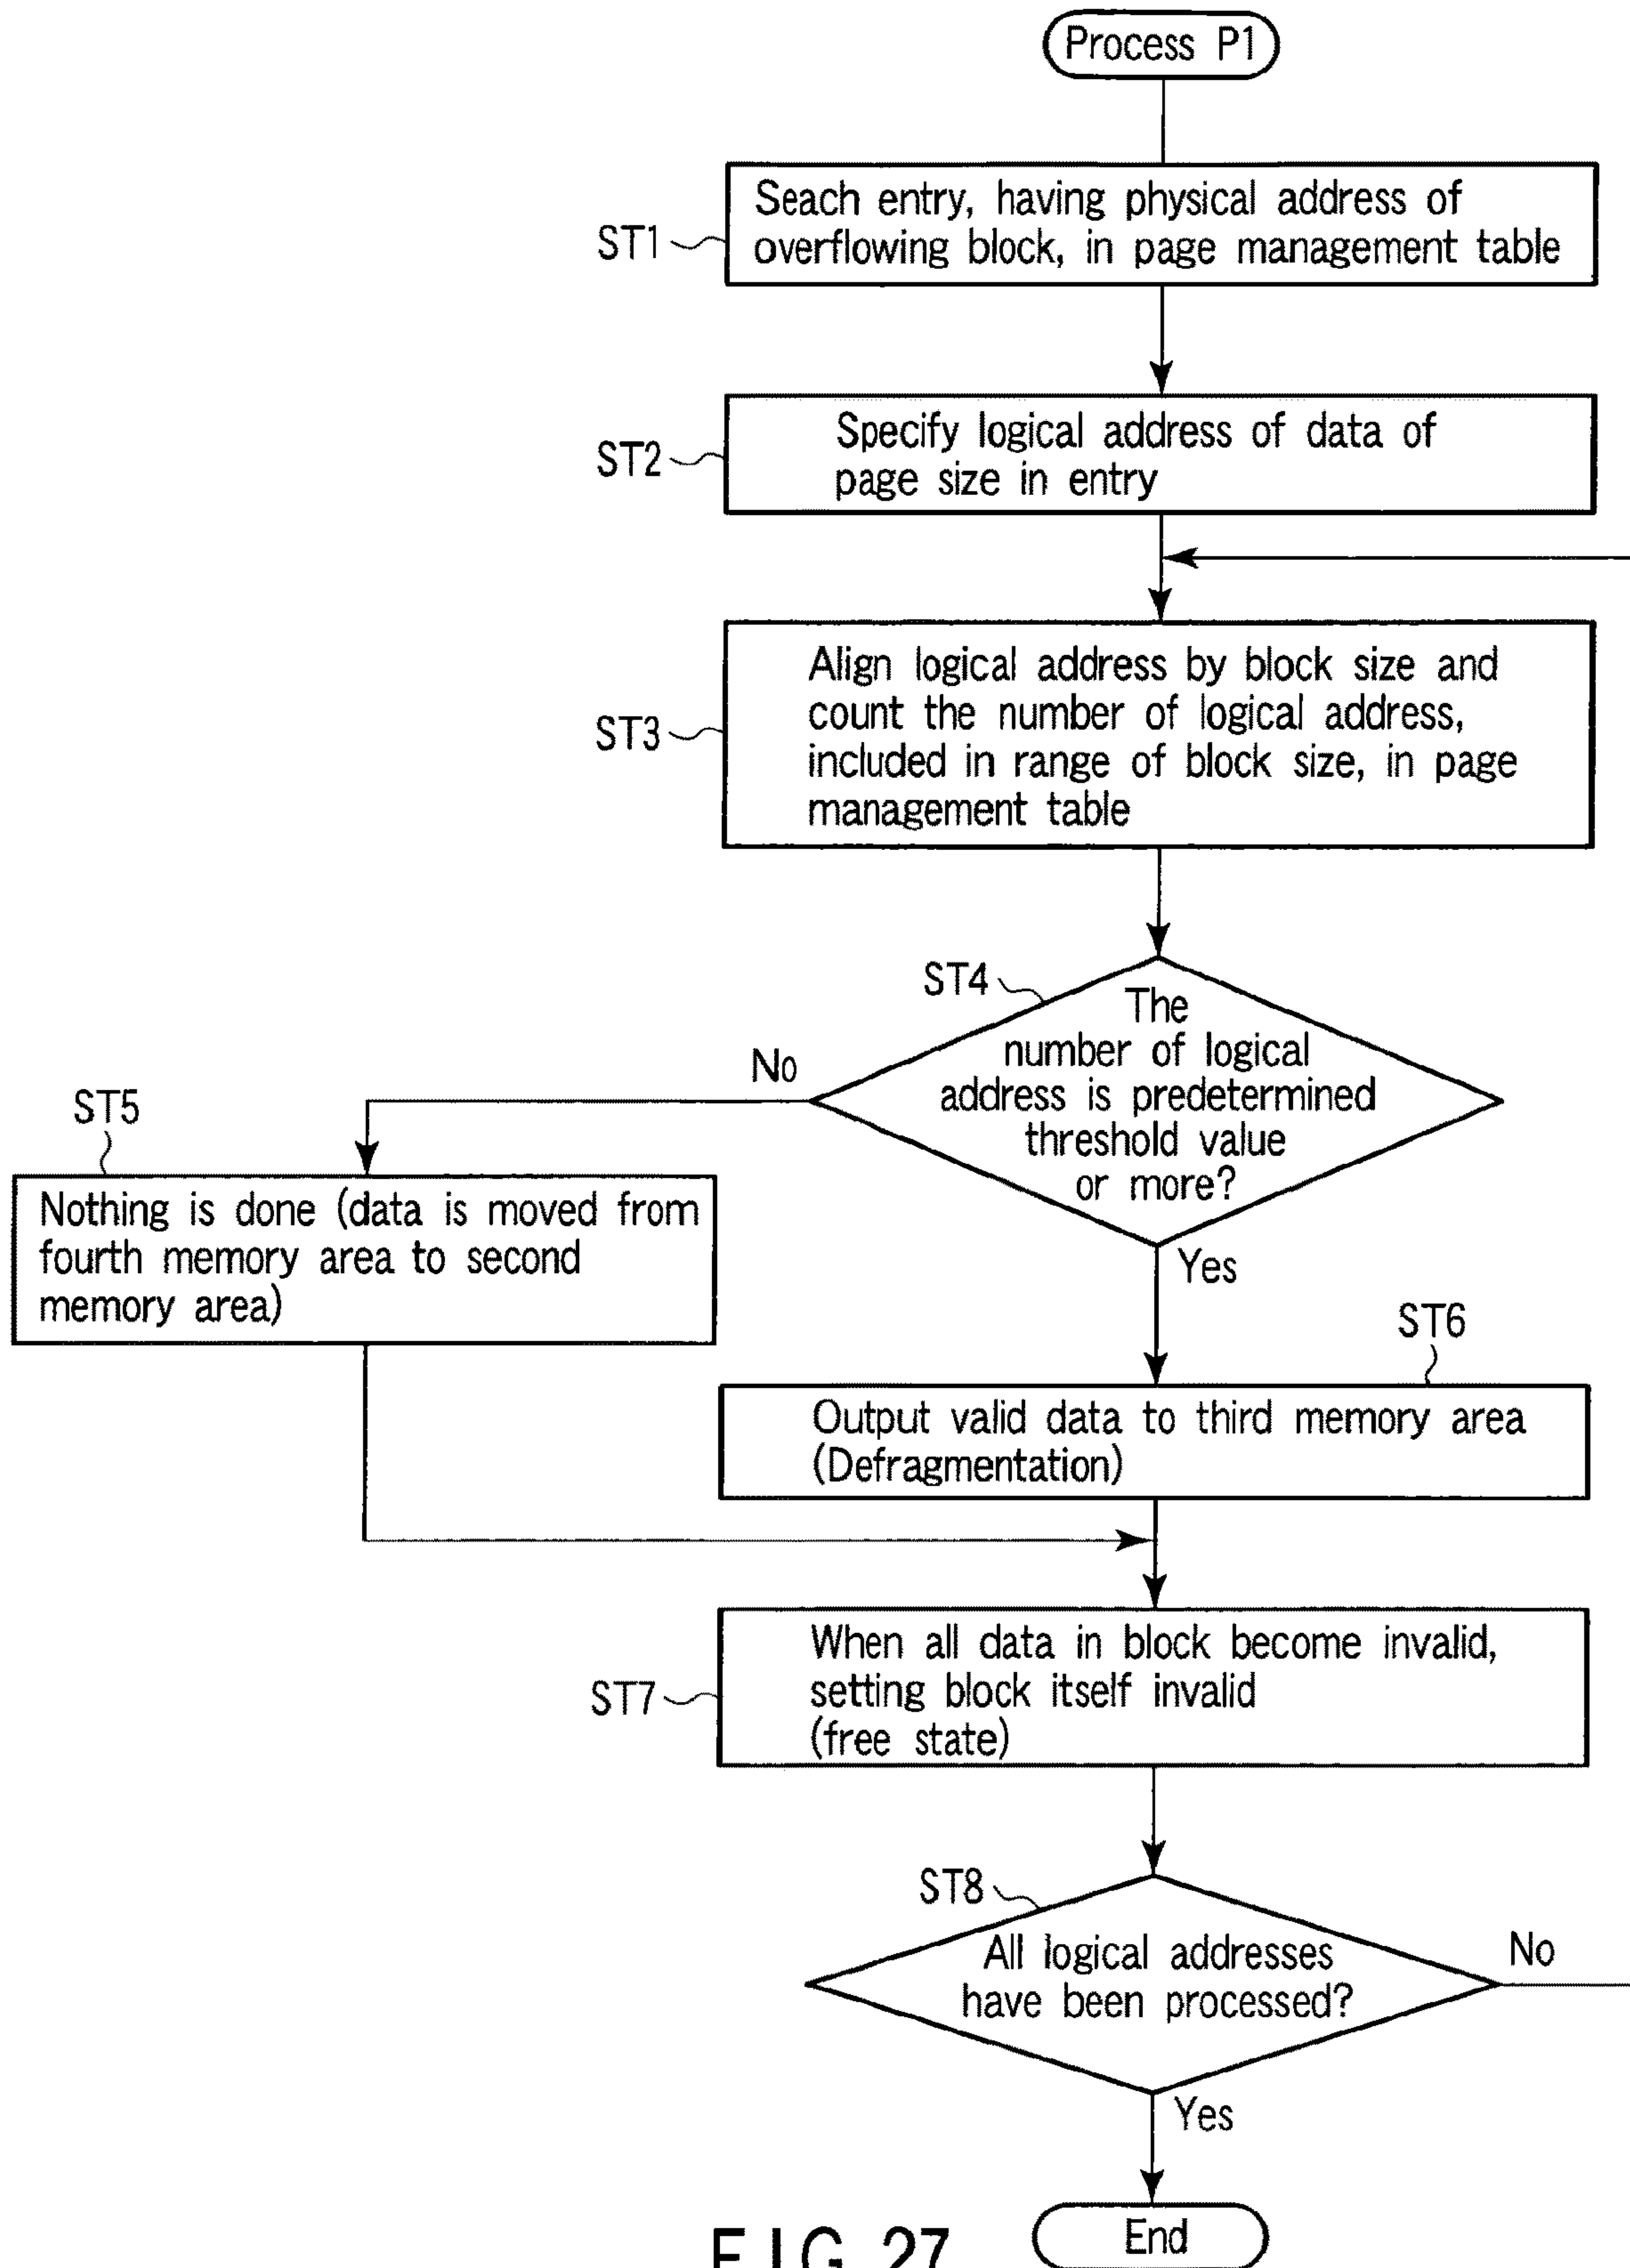 Process P1
ST1
Seach entry, having physical address of
overflowing block, in page management table
ST2
Specify logical address of data of
page size in entry
ST3
Align logical address by block size and
count the number of logical address,
included in range of block size, in page
management table
ST4
The
number of logical
address is predetermined
threshold value
or more?
No
Yes
ST5
Nothing is done (data is moved from
fourth memory area to second
memory area)
ST6
Output valid data to third memory area
(Defragmentation)
ST7
When all data in block become invalid,
setting block itself invalid
(free state)
ST8
All logical addresses
have been processed?
No
Yes
End
FIG. 27